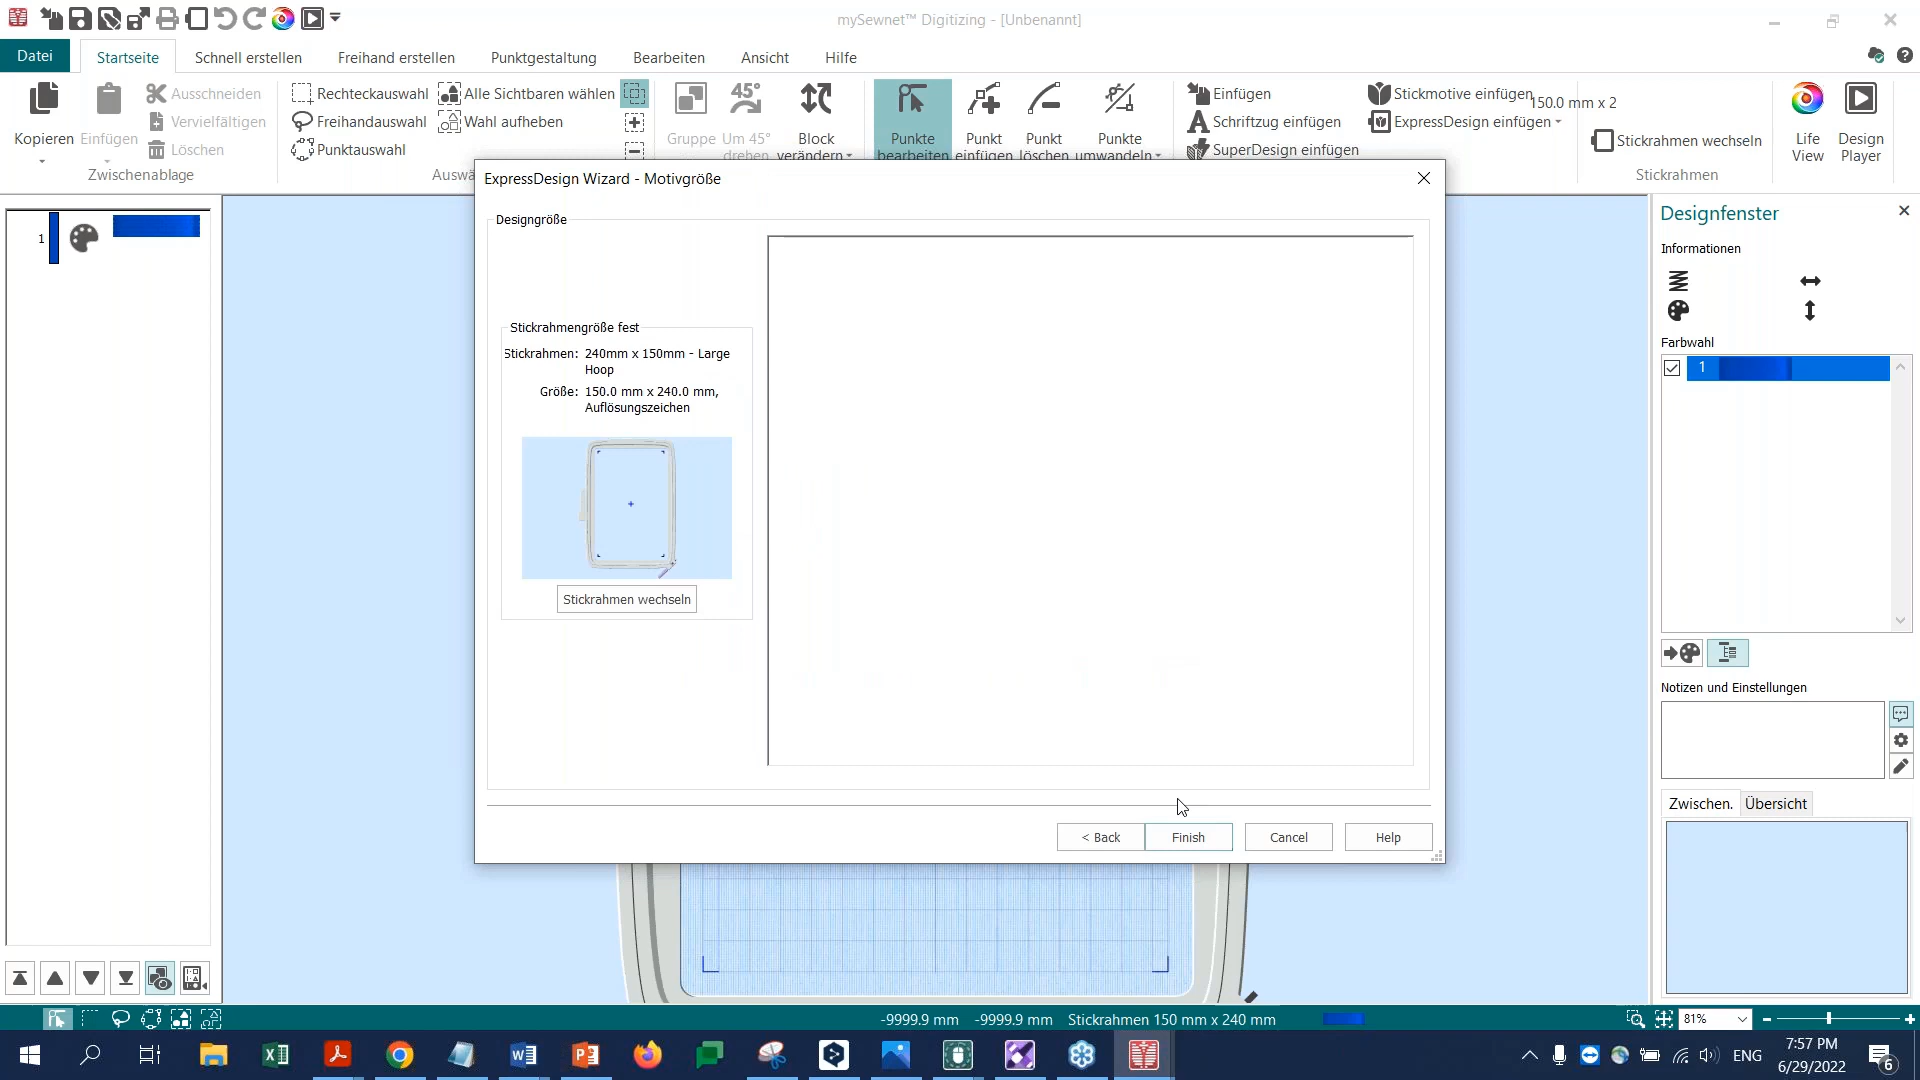 mySewnet™ Digitizing - [Unbenannt]
Datei
Startseite
Schnell erstellen
Freihand erstellen
Punktgestaltung
Bearbeiten
Ansicht
Hilfe
Kopieren
Einfügen
Ausschneiden
Vervielfältigen
Löschen
Zwischenablage
Rechteckauswahl
Freihandauswahl
Punktauswahl
Alle Sichtbaren wählen
Wahl aufheben
Auswä
Gruppe
Um 45°
drehen
45°
Block
verändern
Punkte
bearbeiten
Punkt
einfügen
Punkt
löschen
Punkte
umwandeln
Einfügen
Schriftzug einfügen
SuperDesign einfügen
Stickmotive einfügen
ExpressDesign einfügen
150.0 mm x 2
Stickrahmen wechseln
Stickrahmen
Life
View
Design
Player
1
ExpressDesign Wizard - Motivgröße
Designgröße
Stickrahmengröße fest
Stickrahmen: 240mm x 150mm - Large
Hoop
Größe: 150.0 mm x 240.0 mm,
Auflösungszeichen
Stickrahmen wechseln
< Back
Finish
Cancel
Help
Designfenster
Informationen
Farbwahl
1
Notizen und Einstellungen
Zwischen.
Übersicht
-9999.9 mm
-9999.9 mm
Stickrahmen 150 mm x 240 mm
81%
ENG
7:57 PM
6/29/2022
6